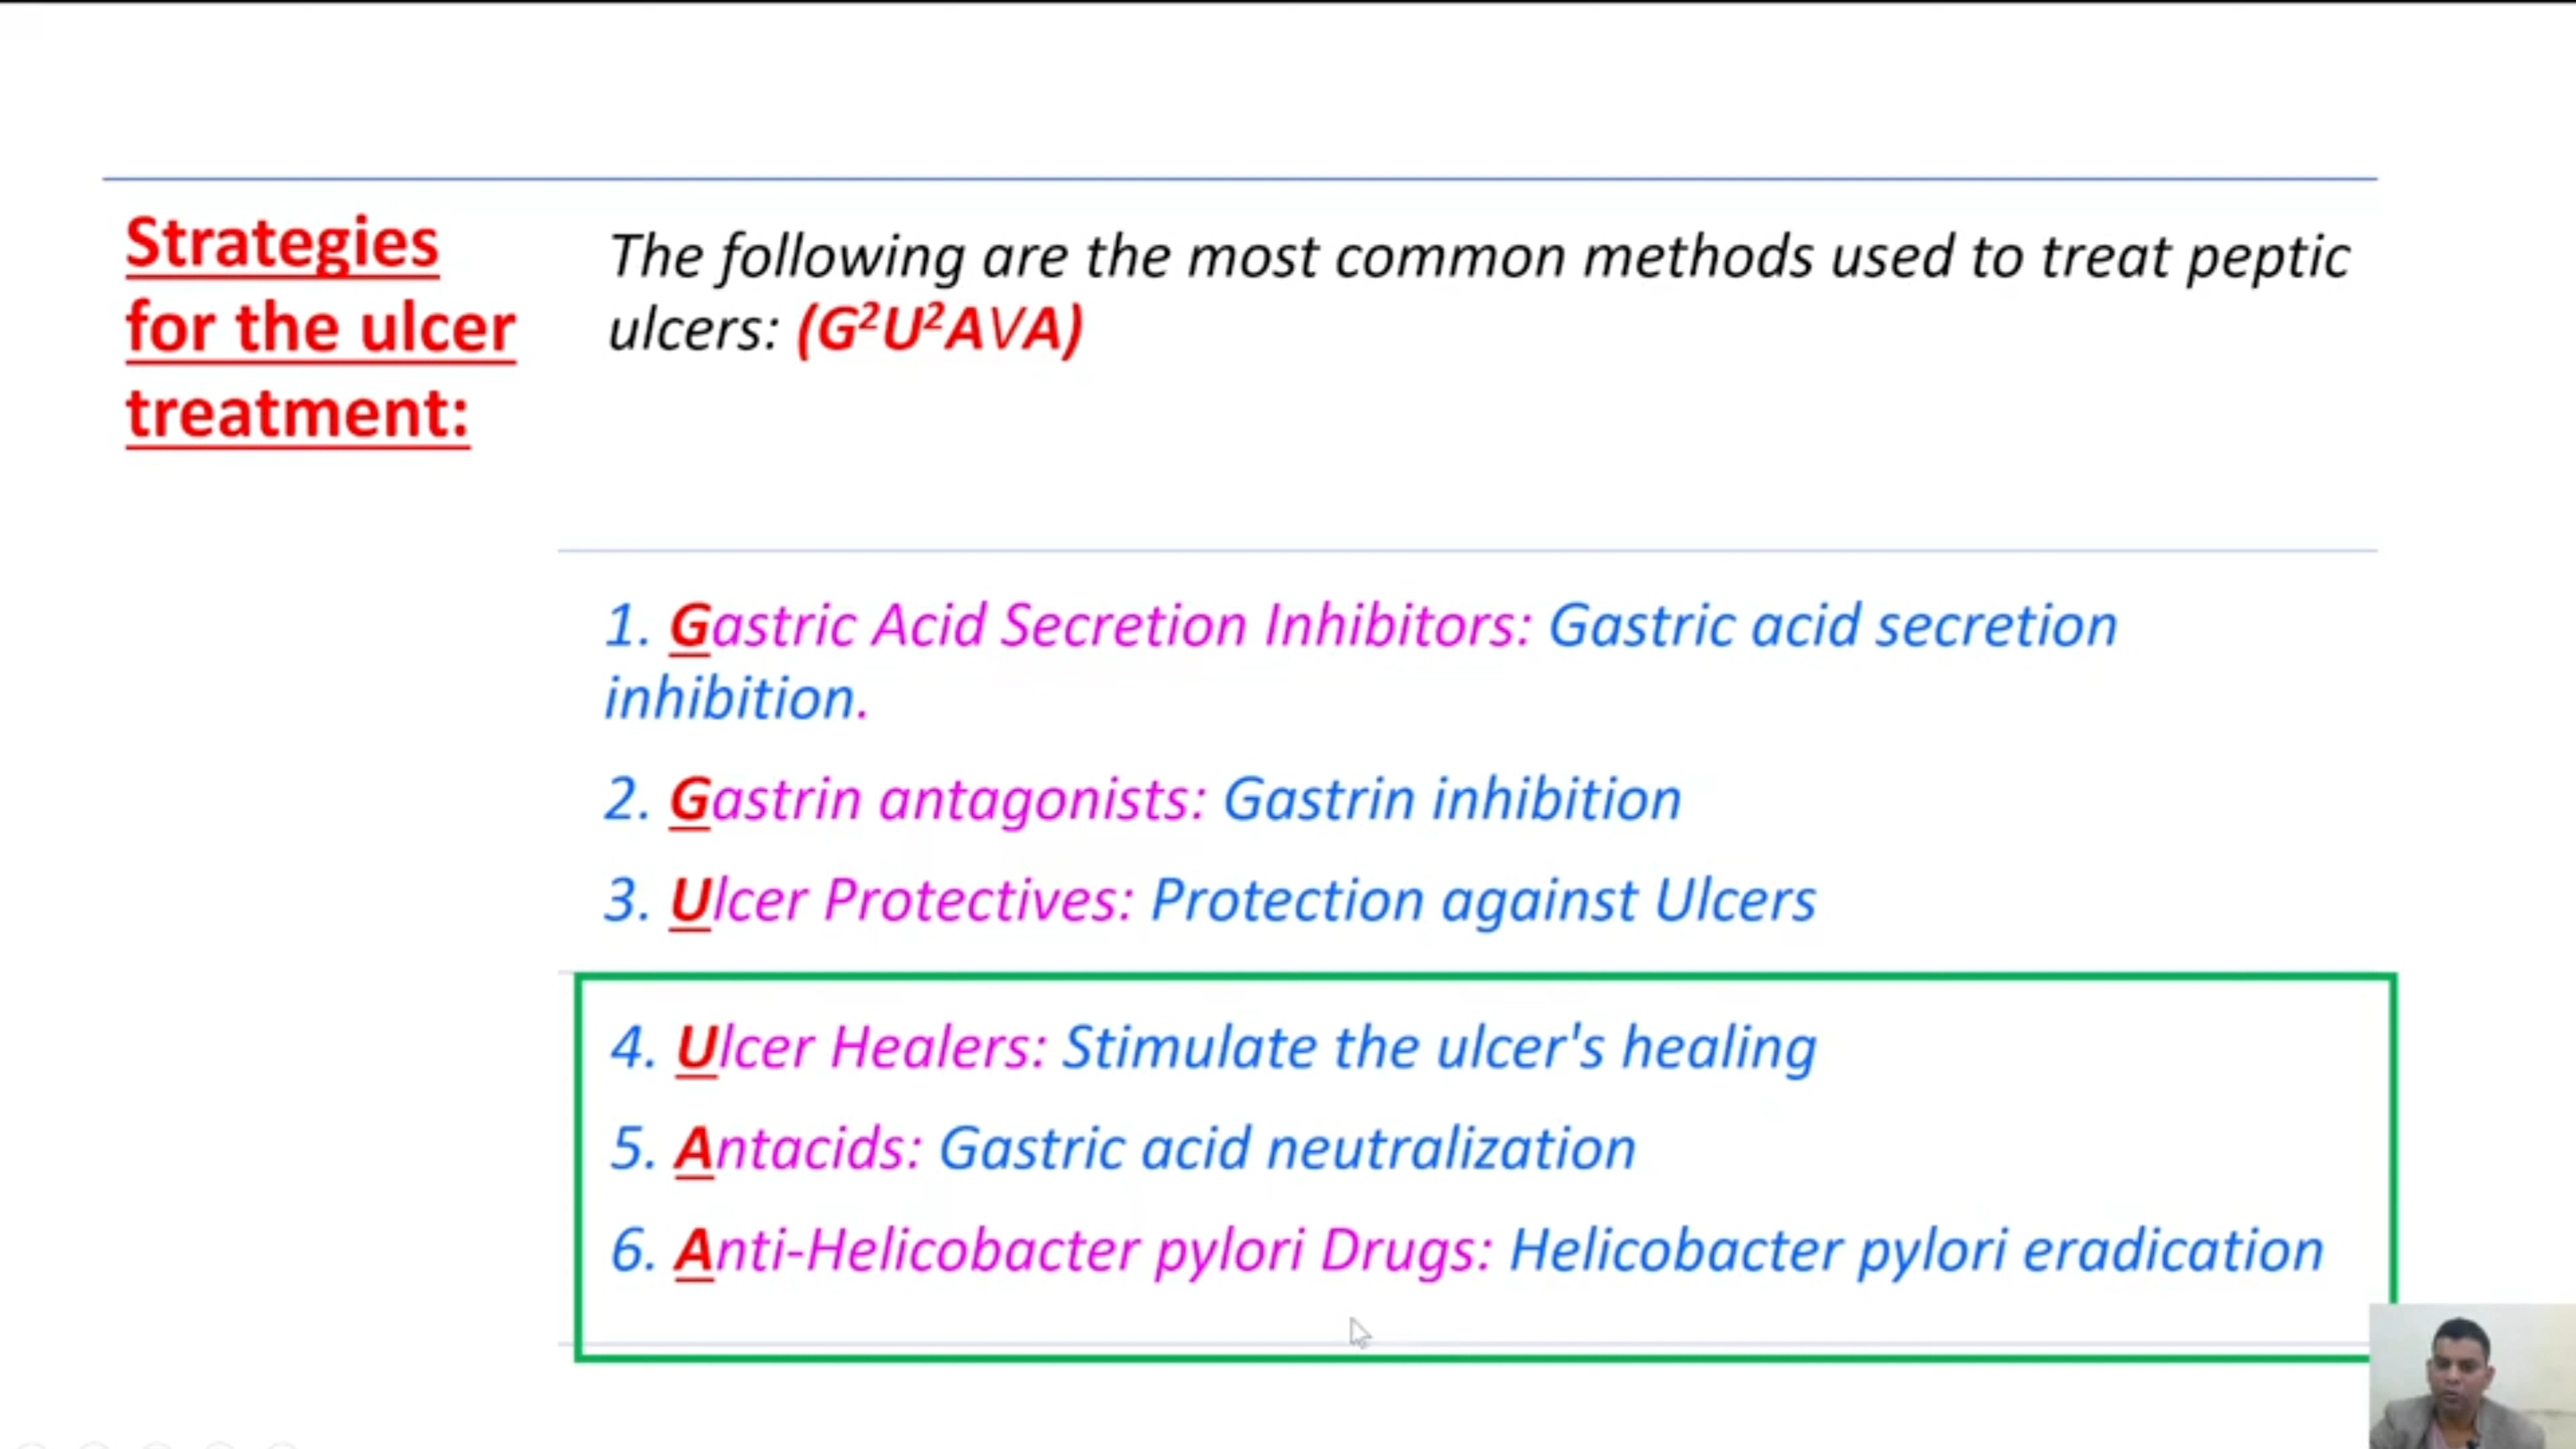 Strategies
for the ulcer
treatment:
The following are the most common methods used to treat peptic
ulcers: (G²U²AVA)
1. Gastric Acid Secretion Inhibitors: Gastric acid secretion
inhibition.
2. Gastrin antagonists: Gastrin inhibition
3. Ulcer Protectives: Protection against Ulcers
4. Ulcer Healers: Stimulate the ulcer's healing
5. Antacids: Gastric acid neutralization
6. Anti-Helicobacter pylori Drugs: Helicobacter pylori eradication